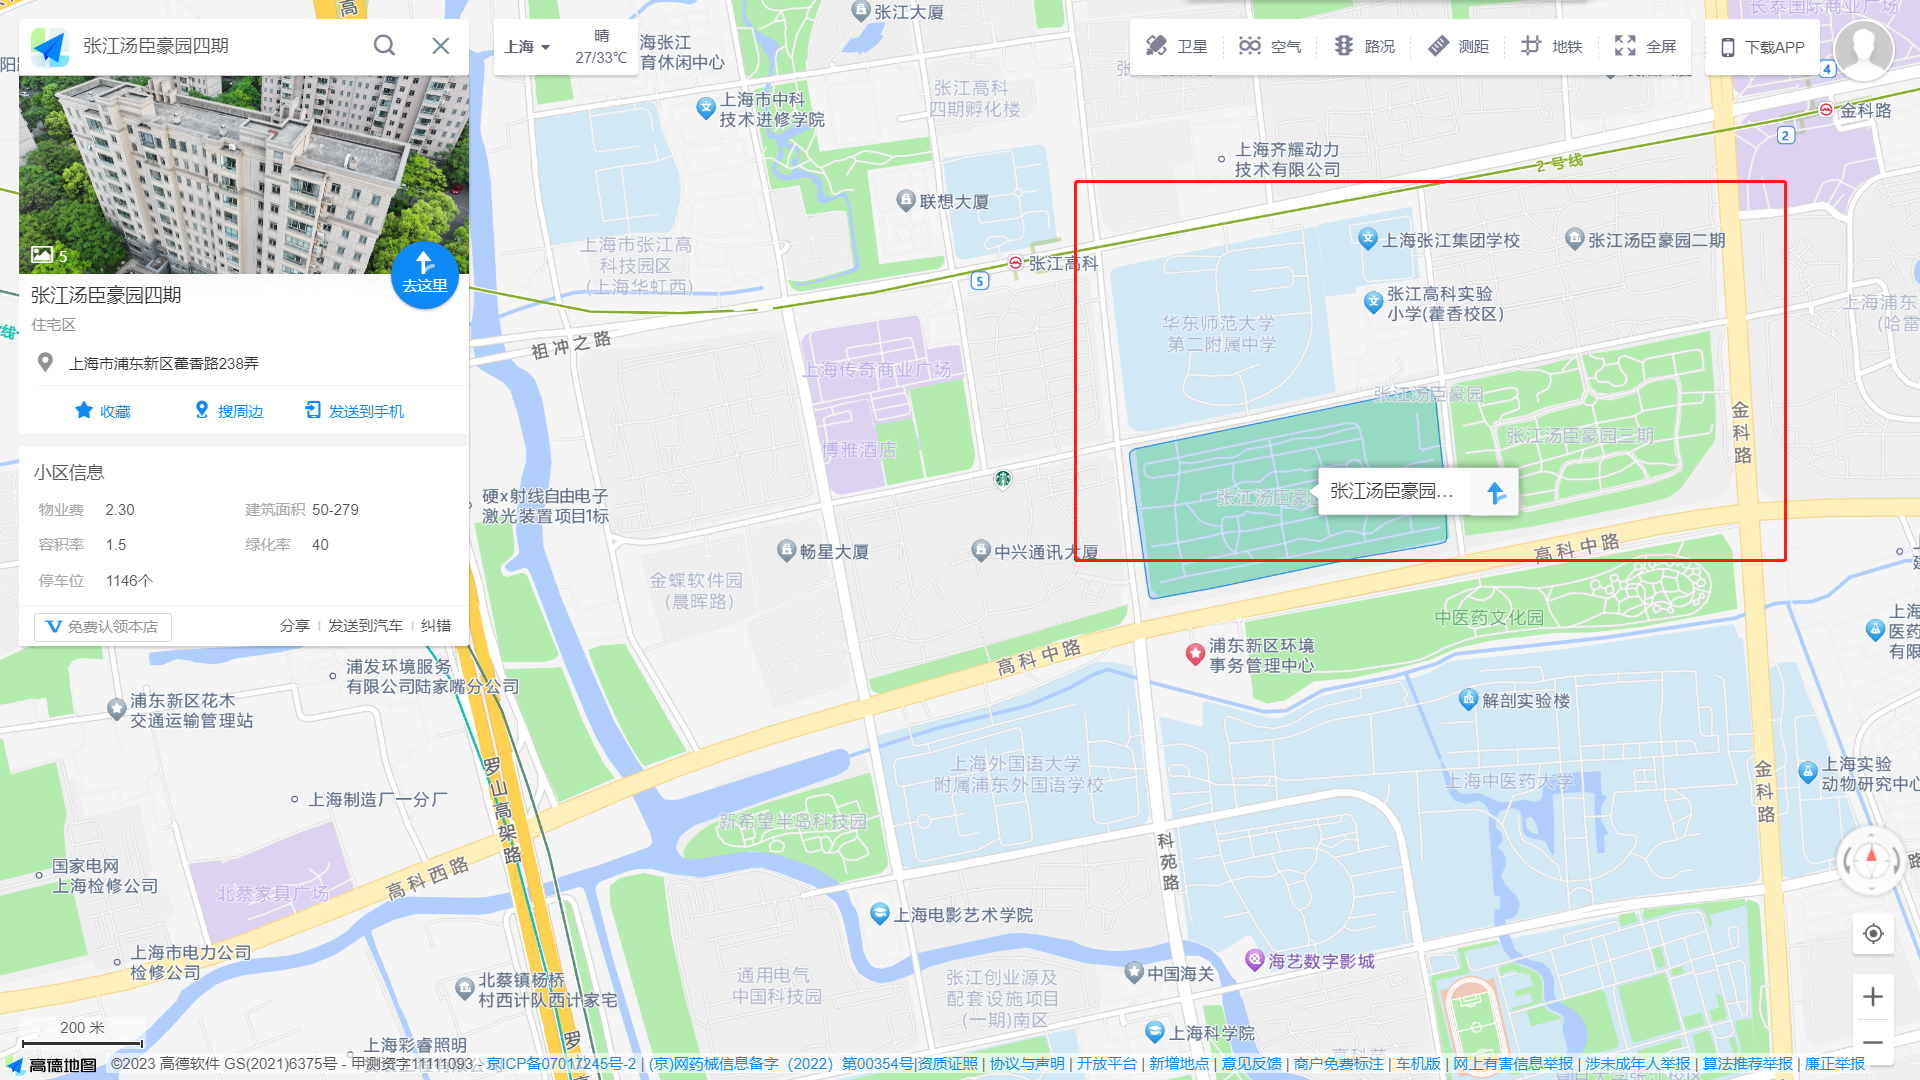 张江汤臣豪园四期
上海
晴
27/33℃
卫星
空气
路况
测距
地铁
全屏
下载APP
5
去这里
张江汤臣豪园四期
住宅区
上海市浦东新区藿香路238弄
收藏
搜周边
发送到手机
小区信息
物业费 2.30
建筑面积 50-279
容积率 1.5
绿化率 40
停车位 1146个
免费认领本店
分享
发送到汽车
纠错
高
张江大厦
海张江
育休闲中心
长泰国际商业广场
4
金科路
2
上海市中科
技术进修学院
张江高科
四期孵化楼
上海齐耀动力
技术有限公司
2号线
联想大厦
上海市张江高
科技园区
(上海华虹西)
张江高科
5
上海张江集团学校
张江汤臣豪园二期
张江高科实验
小学(藿香校区)
华东师范大学
第二附属中学
上海浦东
(哈雷
祖冲之路
上海传奇商业广场
博雅酒店
张江汤臣豪园
张江汤臣豪园三期
金科路
张江汤臣豪园...
硬x射线自由电子
激光装置项目1标
畅星大厦
中兴通讯大厦
高科中路
金蝶软件园
(晨晖路)
中医药文化园
高科中路
浦东新区环境
事务管理中心
上海
医药
有限
浦发环境服务
有限公司陆家嘴分公司
浦东新区花木
交通运输管理站
解剖实验楼
上海外国语大学
附属浦东外国语学校
上海中医药大学
上海实验
动物研究中心
金科路
罗山高架路
上海制造厂一分厂
新希望半岛科技园
科苑路
路
国家电网
上海检修公司
北蔡家具广场
高科西路
上海电影艺术学院
上海市电力公司
检修公司
北蔡镇杨桥
村西计队西计家宅
通用电气
中国科技园
张江创业源及
配套设施项目
(一期)南区
中国海关
海艺数字影城
上海科学院
200 米
上海彩睿照明
罗
高德地图
©2023 高德软件 GS(2021)6375号 - 甲测资字11111093 - 京ICP备07017245号-2 | (京)网药械信息备字（2022）第00354号|资质证照 | 协议与声明 | 开放平台 | 新增地点 | 意见反馈 | 商户免费标注 | 车机版 | 网上有害信息举报 | 涉未成年人举报 | 算法推荐举报 | 廉正举报